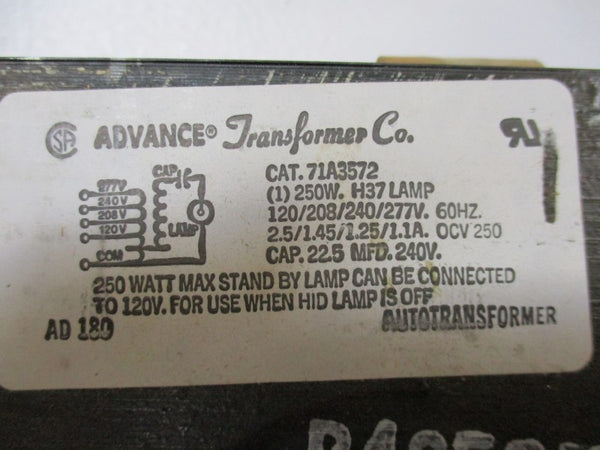 SA ADVANCE® Transformer Co. RU
CAP. CAT. 71A3572
277V (1) 250W. H37 LAMP
240V 120/208/240/277V. 60HZ.
208V LAMP 2.5/1.45/1.25/1.1A. OCV 250
120V CAP. 22.5 MFD. 240V.
COM
250 WATT MAX STAND BY LAMP CAN BE CONNECTED
TO 120V. FOR USE WHEN HID LAMP IS OFF
AD 180 AUTOTRANSFORMER